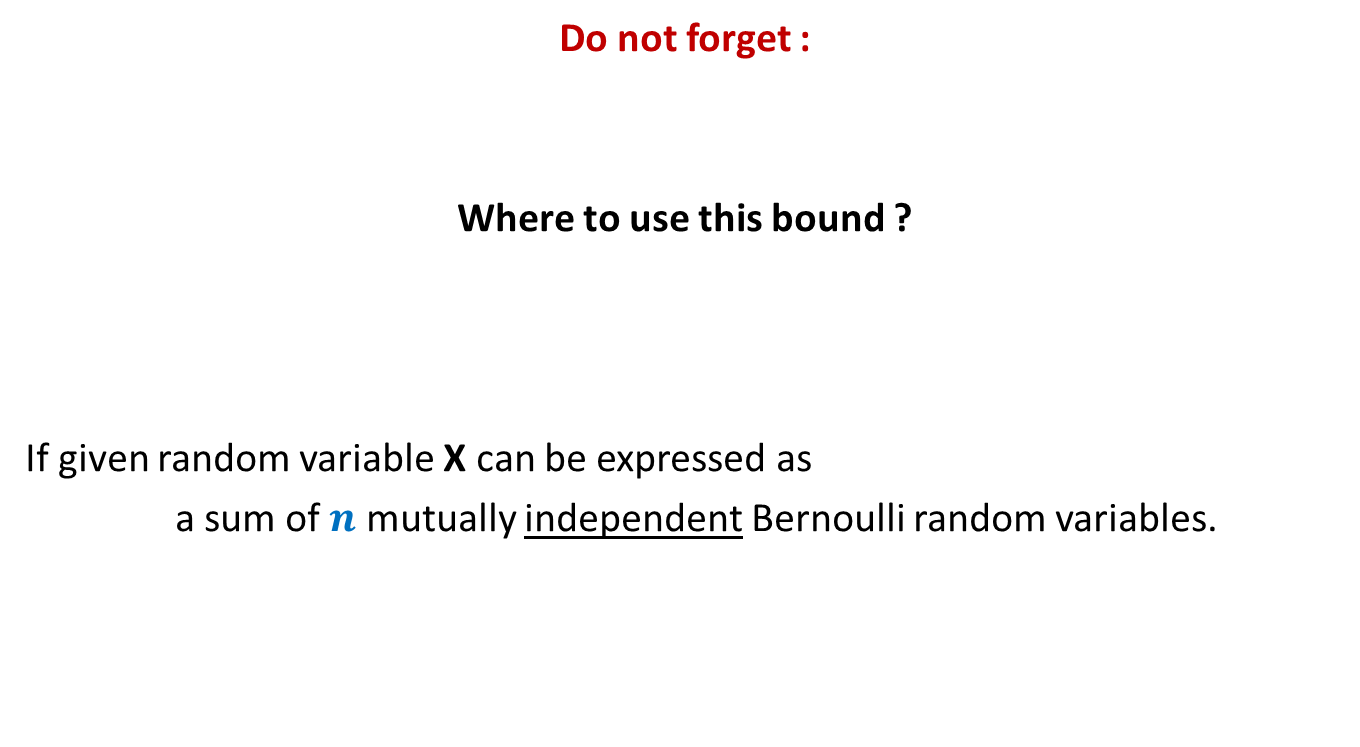 Do not forget :
Where to use this bound ?
If given random variable X can be expressed as
a sum of n mutually independent Bernoulli random variables.